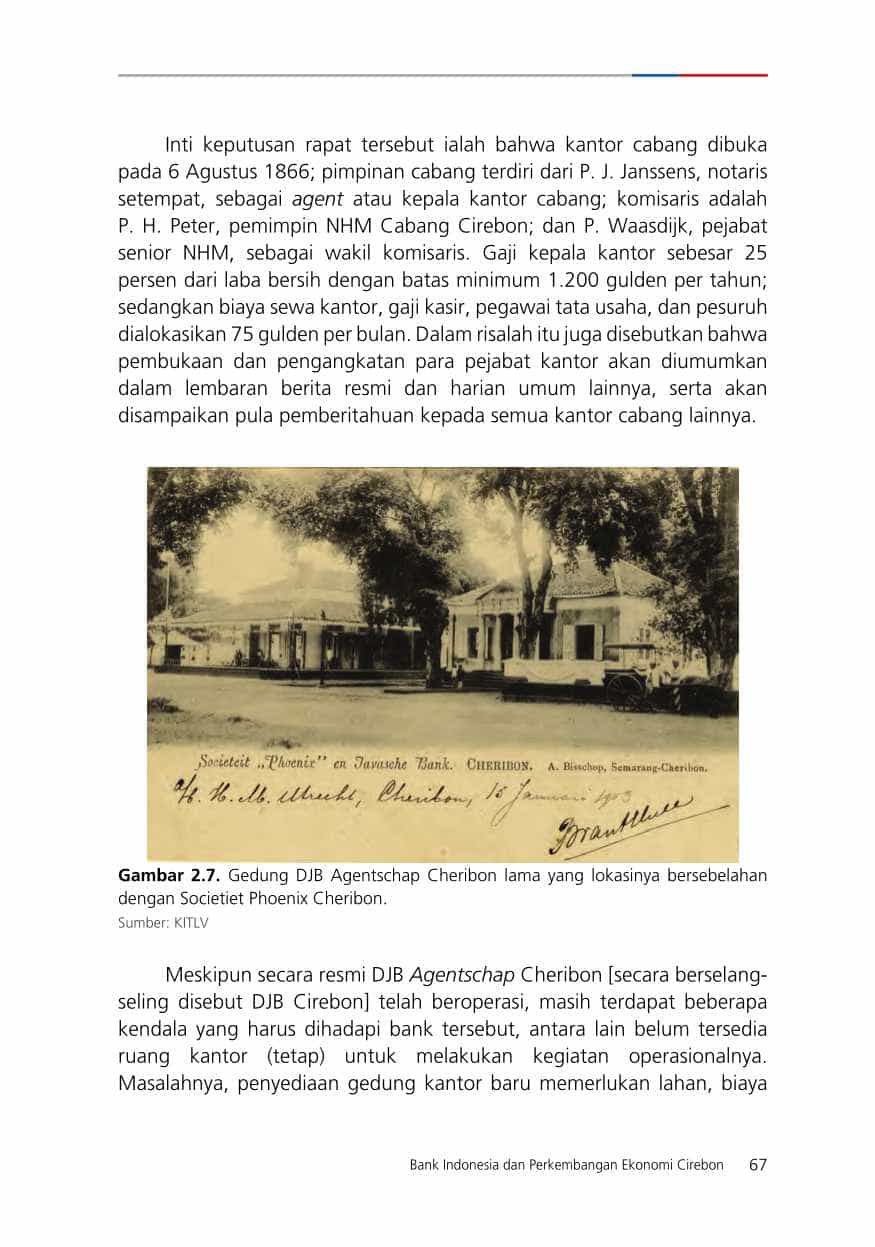 Inti keputusan rapat tersebut ialah bahwa kantor cabang dibuka
pada 6 Agustus 1866; pimpinan cabang terdiri dari P. J. Janssens, notaris
setempat, sebagai agent atau kepala kantor cabang; komisaris adalah
P. H. Peter, pemimpin NHM Cabang Cirebon; dan P. Waasdijk, pejabat
senior NHM, sebagai wakil komisaris. Gaji kepala kantor sebesar 25
persen dari laba bersih dengan batas minimum 1.200 gulden per tahun;
sedangkan biaya sewa kantor, gaji kasir, pegawai tata usaha, dan pesuruh
dialokasikan 75 gulden per bulan. Dalam risalah itu juga disebutkan bahwa
pembukaan dan pengangkatan para pejabat kantor akan diumumkan
dalam lembaran berita resmi dan harian umum lainnya, serta akan
disampaikan pula pemberitahuan kepada semua kantor cabang lainnya.
Societeit „Phoenix” en Javasche Bank. CHERIBON. A. Bisschop, Semarang-Cheribon.
H. M. Utrecht, Cheribon, 15 Januari 1903
Gambar 2.7. Gedung DJB Agentschap Cheribon lama yang lokasinya bersebelahan
dengan Societiet Phoenix Cheribon.
Sumber: KITLV
Meskipun secara resmi DJB Agentschap Cheribon [secara berselang-
seling disebut DJB Cirebon] telah beroperasi, masih terdapat beberapa
kendala yang harus dihadapi bank tersebut, antara lain belum tersedia
ruang kantor (tetap) untuk melakukan kegiatan operasionalnya.
Masalahnya, penyediaan gedung kantor baru memerlukan lahan, biaya
Bank Indonesia dan Perkembangan Ekonomi Cirebon 67